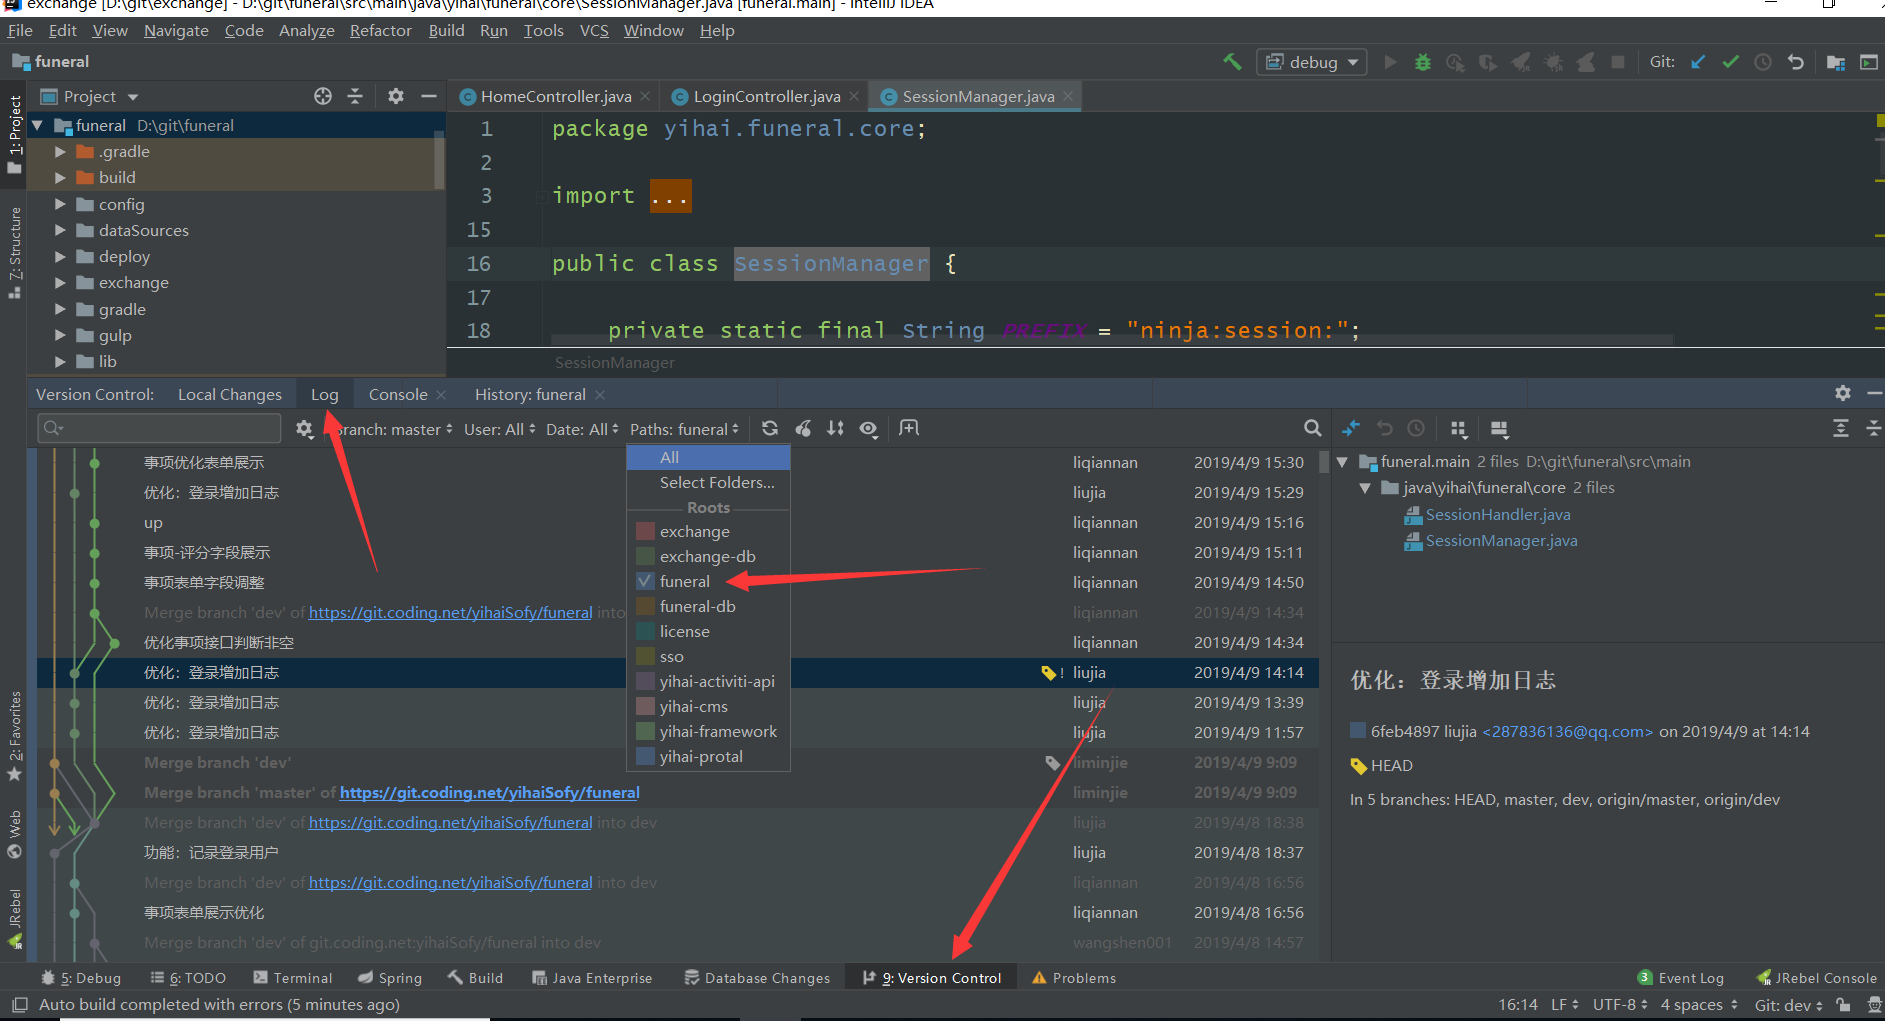 exchange [D:\git\exchange] - D:\git\funeral\src\main\java\yihai\funeral\core\SessionManager.java [funeral.main] - IntelliJ IDEA
File Edit View Navigate Code Analyze Refactor Build Run Tools VCS Window Help
funeral
debug
Git:
1: Project
7: Structure
2: Favorites
Web
JRebel
Project
funeral D:\git\funeral
.gradle
build
config
dataSources
deploy
exchange
gradle
gulp
lib
HomeController.java
LoginController.java
SessionManager.java
1 package yihai.funeral.core;
2
3 import ...
15
16 public class SessionManager {
17
18 private static final String PREFIX = "ninja:session:";
SessionManager
Version Control: Local Changes Log Console History: funeral
ranch: master User: All Date: All Paths: funeral
All
Select Folders...
Roots
exchange
exchange-db
funeral
funeral-db
license
sso
yihai-activiti-api
yihai-cms
yihai-framework
yihai-protal
事项优化表单展示 liqiannan 2019/4/9 15:30
优化：登录增加日志 liujia 2019/4/9 15:29
up liqiannan 2019/4/9 15:16
事项-评分字段展示 liqiannan 2019/4/9 15:11
事项表单字段调整 liqiannan 2019/4/9 14:50
Merge branch 'dev' of https://git.coding.net/yihaiSofy/funeral into liqiannan 2019/4/9 14:34
优化事项接口判断非空 liqiannan 2019/4/9 14:34
优化：登录增加日志 ! liujia 2019/4/9 14:14
优化：登录增加日志 liujia 2019/4/9 13:39
优化：登录增加日志 liujia 2019/4/9 11:57
Merge branch 'dev' liminjie 2019/4/9 9:09
Merge branch 'master' of https://git.coding.net/yihaiSofy/funeral liminjie 2019/4/9 9:09
Merge branch 'dev' of https://git.coding.net/yihaiSofy/funeral into dev liujia 2019/4/8 18:38
功能：记录登录用户 liujia 2019/4/8 18:37
Merge branch 'dev' of https://git.coding.net/yihaiSofy/funeral into dev liqiannan 2019/4/8 16:56
事项表单展示优化 liqiannan 2019/4/8 16:56
Merge branch 'dev' of git.coding.net:yihaiSofy/funeral into dev wangshen001 2019/4/8 14:57
funeral.main 2 files D:\git\funeral\src\main
java\yihai\funeral\core 2 files
SessionHandler.java
SessionManager.java
优化：登录增加日志
6feb4897 liujia <287836136@qq.com> on 2019/4/9 at 14:14
HEAD
In 5 branches: HEAD, master, dev, origin/master, origin/dev
5: Debug 6: TODO Terminal Spring Build Java Enterprise Database Changes 9: Version Control Problems 3 Event Log JRebel Console
Auto build completed with errors (5 minutes ago) 16:14 LF UTF-8 4 spaces Git: dev